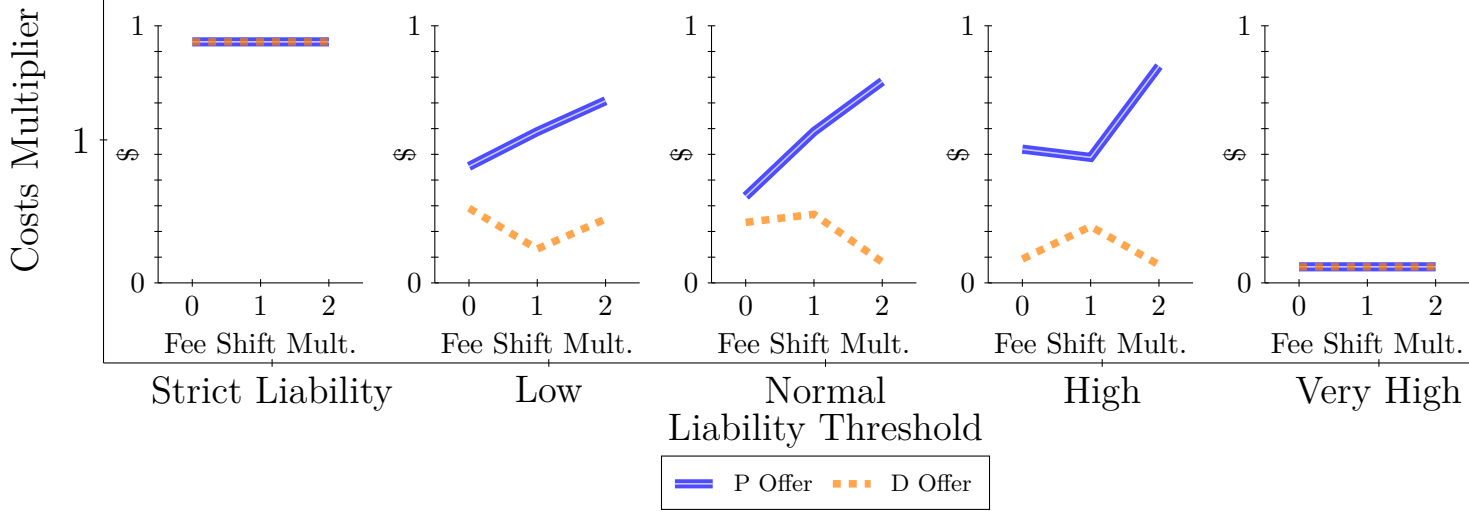 Costs Multiplier
1
1
$
0
0 1 2
Fee Shift Mult.
Strict Liability
1
$
0
0 1 2
Fee Shift Mult.
Low
1
$
0
0 1 2
Fee Shift Mult.
Normal
1
$
0
0 1 2
Fee Shift Mult.
High
1
$
0
0 1 2
Fee Shift Mult.
Very High
Liability Threshold
P Offer
D Offer